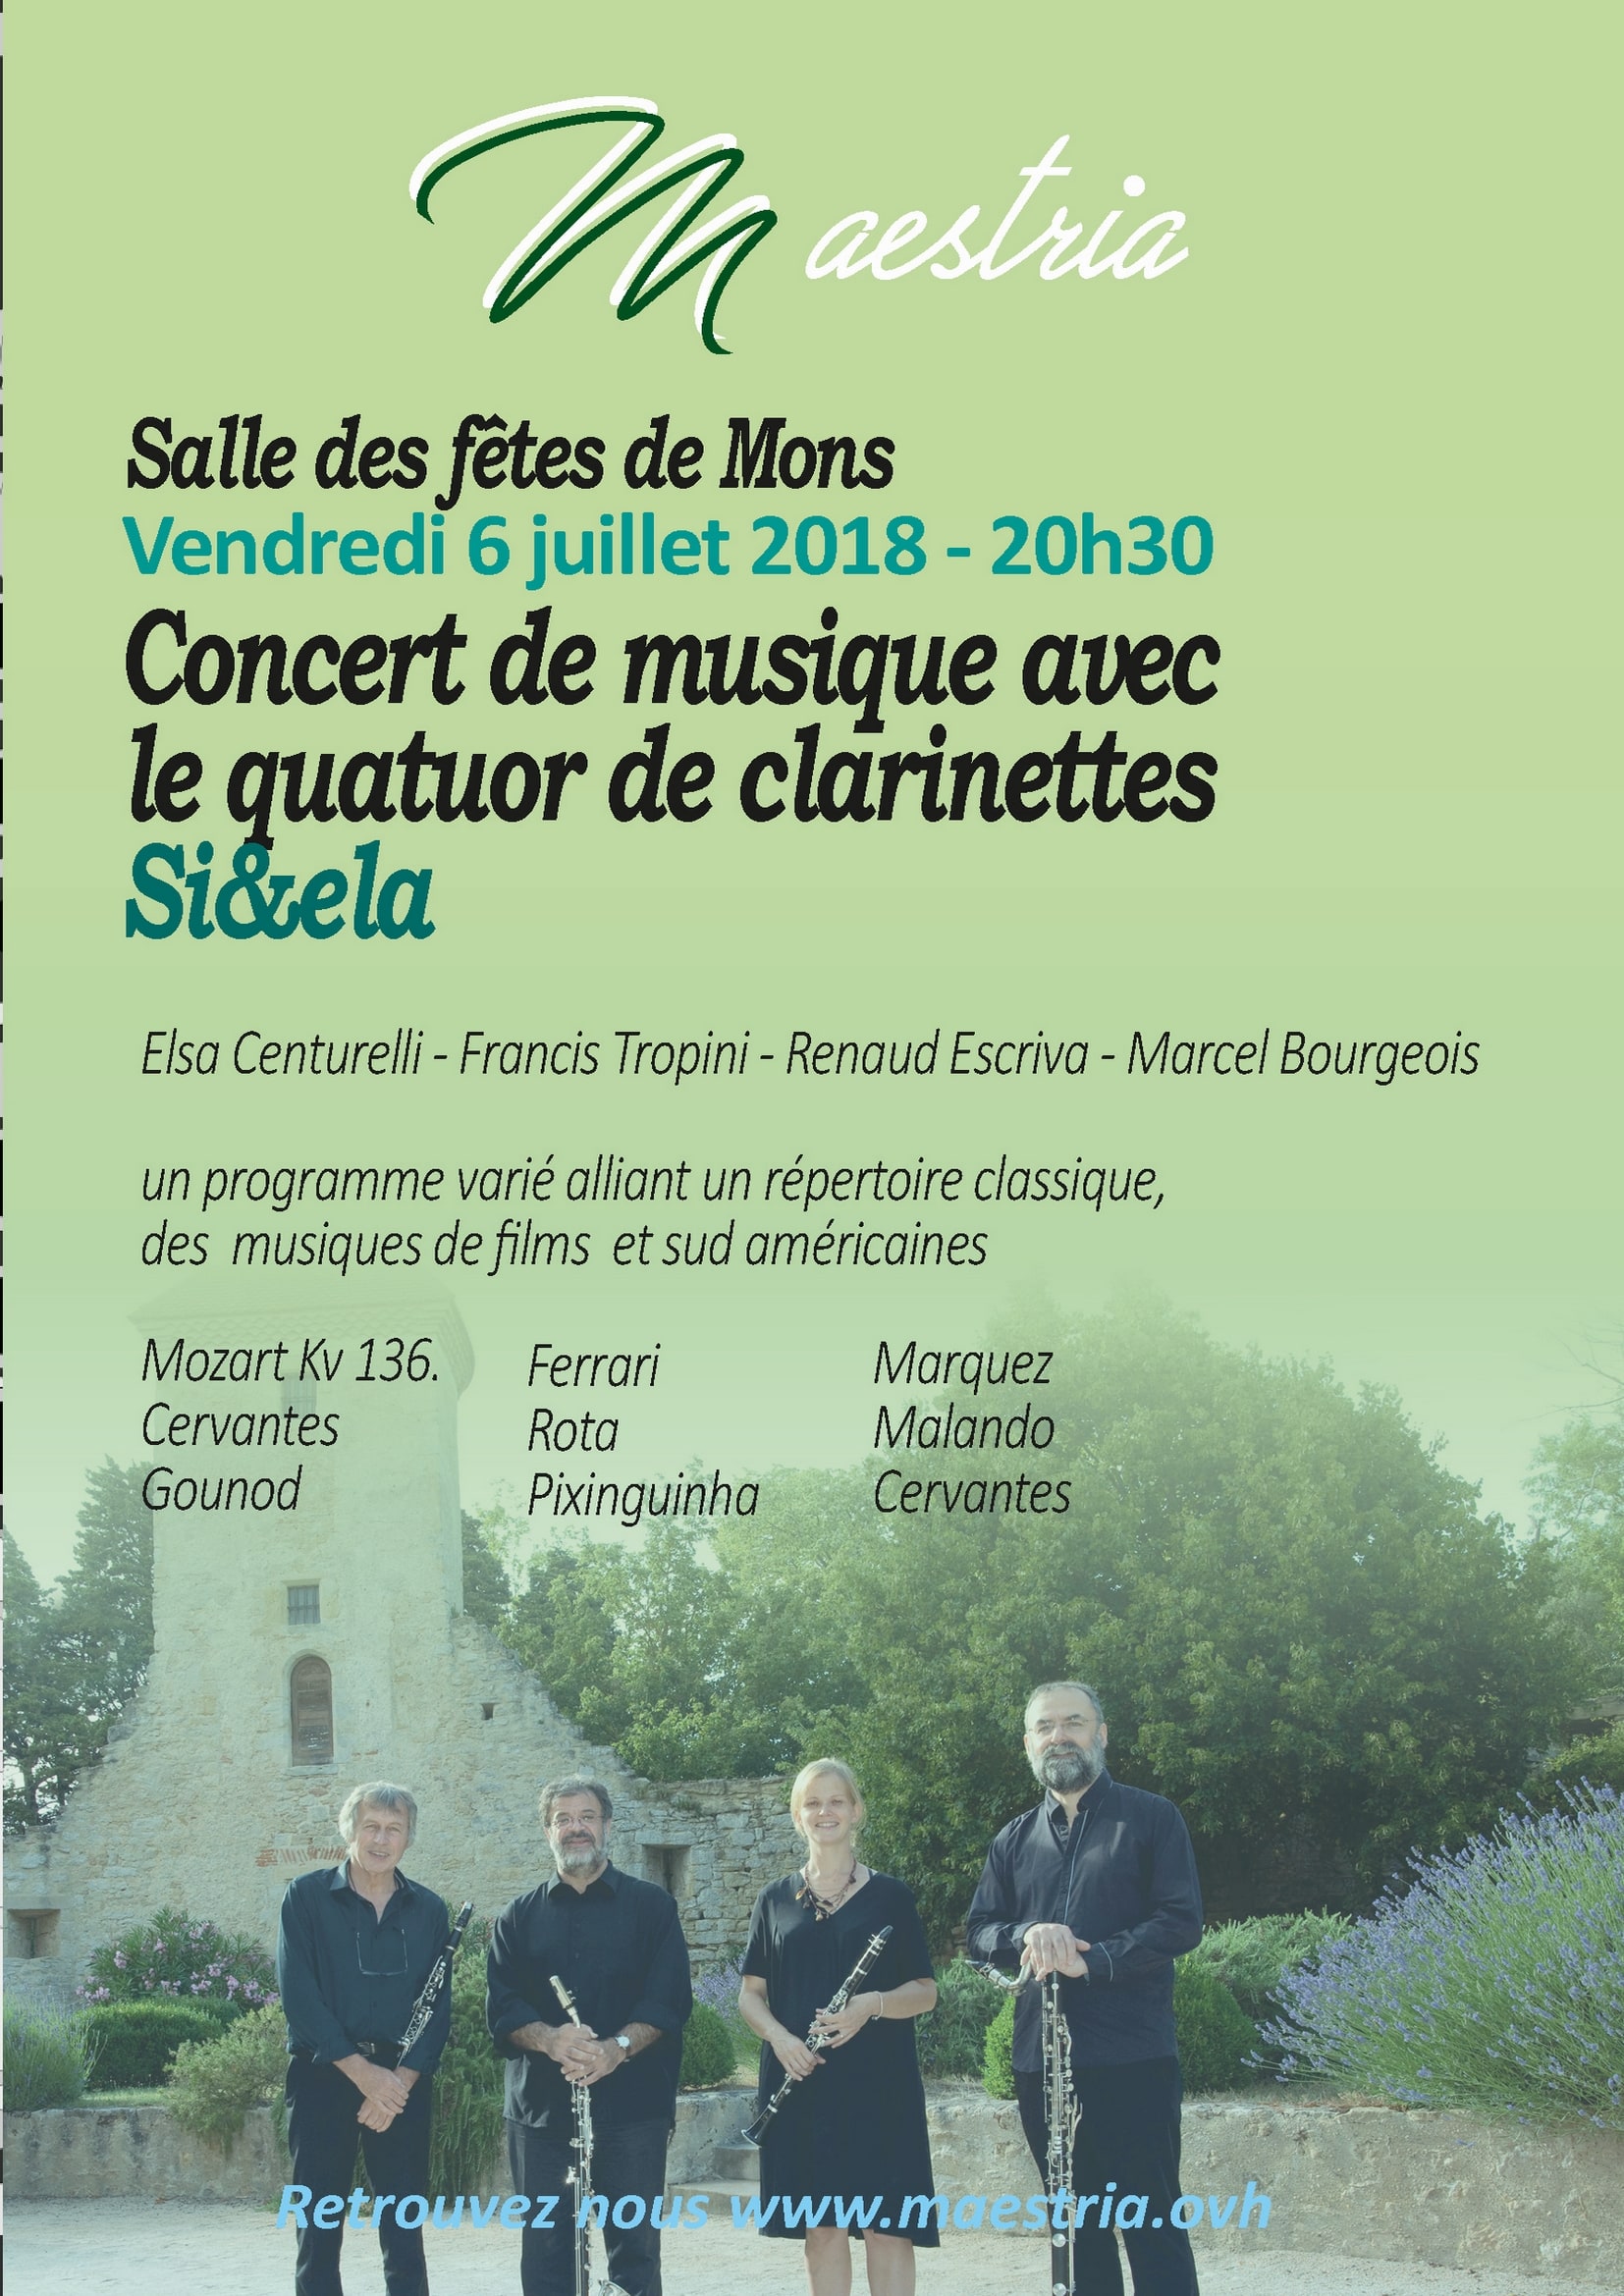 Maestria
Salle des fêtes de Mons
Vendredi 6 juillet 2018 - 20h30
Concert de musique avec
le quatuor de clarinettes
Si&ela
Elsa Centurelli - Francis Tropini - Renaud Escriva - Marcel Bourgeois
un programme varié alliant un répertoire classique,
des musiques de films et sud américaines
Mozart Kv 136.
Cervantes
Gounod
Ferrari
Rota
Pixinguinha
Marquez
Malando
Cervantes
Retrouvez nous www.maestria.ovh